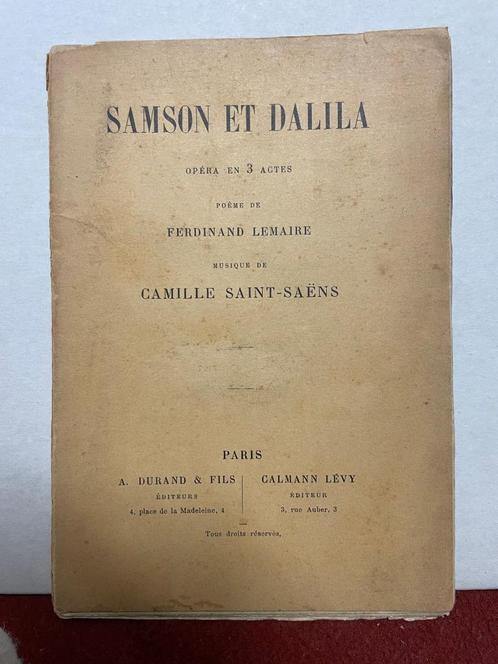 SAMSON ET DALILA
OPÉRA EN 3 ACTES
POÈME DE
FERDINAND LEMAIRE
MUSIQUE DE
CAMILLE SAINT-SAËNS
PARIS
A. DURAND & FILS
ÉDITEURS
4, place de la Madeleine, 4
CALMANN LÉVY
ÉDITEUR
3, rue Auber, 3
Tous droits réservés,